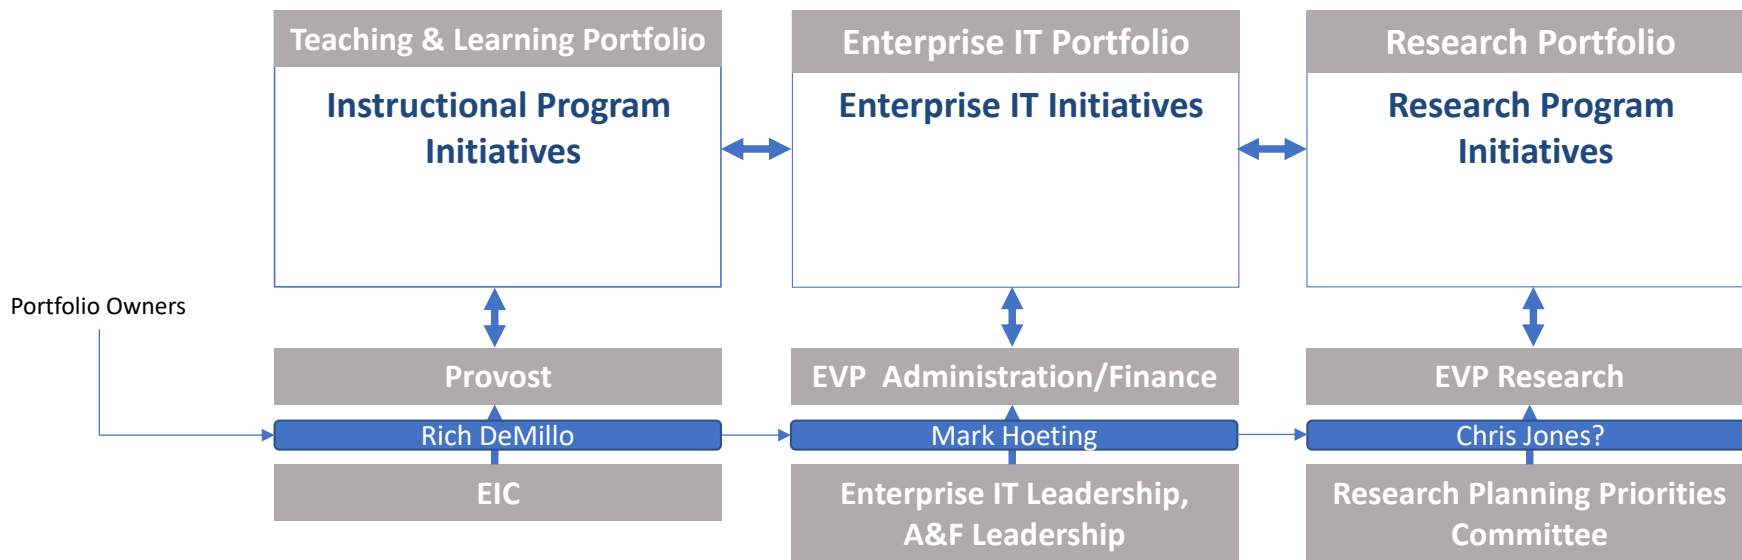 Teaching & Learning Portfolio
Enterprise IT Portfolio
Research Portfolio
Instructional Program
Initiatives
Enterprise IT Initiatives
Research Program
Initiatives
Portfolio Owners
Provost
EVP  Administration/Finance
EVP Research
Rich DeMillo
Mark Hoeting
Chris Jones?
EIC
Enterprise IT Leadership,
A&F Leadership
Research Planning Priorities
Committee